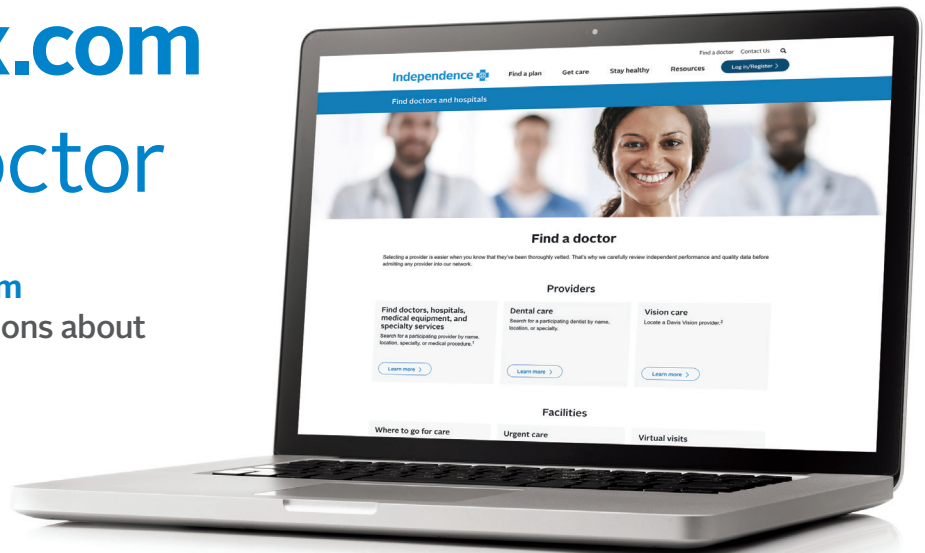 x.com
octor
m
ions about
Find a doctor Contact Us
Independence Find a plan Get care Stay healthy Resources Log in/Register >
Find doctors and hospitals
Find a doctor
Selecting a provider is easier when you know that they've been thoroughly vetted. That's why we carefully review independent performance and quality data before
admitting any provider into our network.
Providers
Find doctors, hospitals,
medical equipment, and
specialty services
Search for a participating provider by name,
location, specialty, or medical procedure.1
Learn more >
Dental care
Search for a participating dentist by name,
location, or specialty.
Learn more >
Vision care
Locate a Davis Vision provider.2
Learn more >
Facilities
Where to go for care
Urgent care
Virtual visits